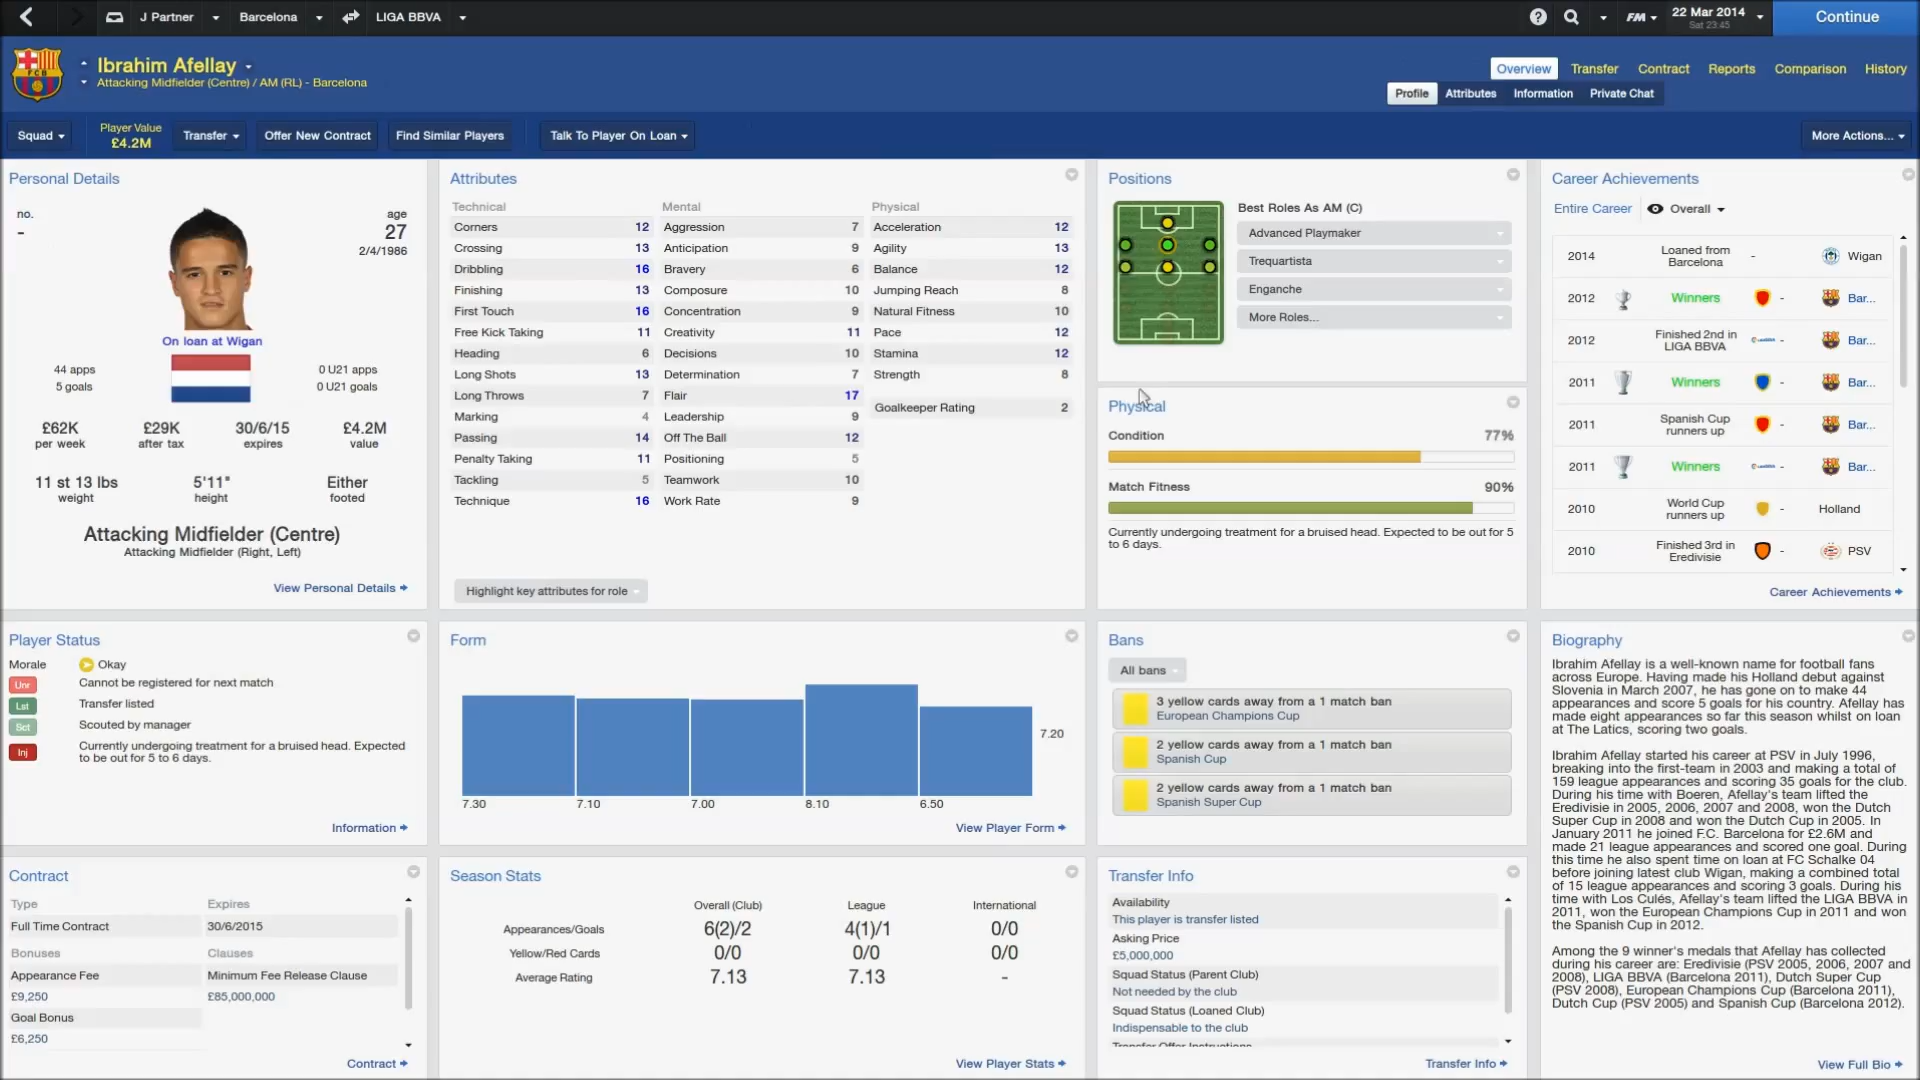 J Partner
Barcelona
LIGA BBVA
FM
22 Mar 2014
Sat 23:45
Continue
Ibrahim Afellay
Attacking Midfielder (Centre) / AM (RL) - Barcelona
Overview
Transfer
Contract
Reports
Comparison
History
Profile
Attributes
Information
Private Chat
Squad
Player Value
£4.2M
Transfer
Offer New Contract
Find Similar Players
Talk To Player On Loan
More Actions...
Personal Details
no.
-
age
27
2/4/1986
On loan at Wigan
44 apps
5 goals
0 U21 apps
0 U21 goals
£62K
per week
£29K
after tax
30/6/15
expires
£4.2M
value
11 st 13 lbs
weight
5'11"
height
Either
footed
Attacking Midfielder (Centre)
Attacking Midfielder (Right, Left)
View Personal Details
Attributes
Technical Mental Physical
Corners 12 Aggression 7 Acceleration 12
Crossing 13 Anticipation 9 Agility 13
Dribbling 16 Bravery 6 Balance 12
Finishing 13 Composure 10 Jumping Reach 8
First Touch 16 Concentration 9 Natural Fitness 10
Free Kick Taking 11 Creativity 11 Pace 12
Heading 6 Decisions 10 Stamina 12
Long Shots 13 Determination 7 Strength 8
Long Throws 7 Flair 17
Goalkeeper Rating 2
Marking 4 Leadership 9
Passing 14 Off The Ball 12
Penalty Taking 11 Positioning 5
Tackling 5 Teamwork 10
Technique 16 Work Rate 9
Highlight key attributes for role
Positions
Best Roles As AM (C)
Advanced Playmaker
Trequartista
Enganche
More Roles...
Physical
Condition 77%
Match Fitness 90%
Currently undergoing treatment for a bruised head. Expected to be out for 5
to 6 days.
Career Achievements
Entire Career
Overall
2014 Loaned from
Barcelona - Wigan
2012 Winners - Bar...
2012 Finished 2nd in
LIGA BBVA - Bar...
2011 Winners - Bar...
2011 Spanish Cup
runners up - Bar...
2011 Winners - Bar...
2010 World Cup
runners up - Holland
2010 Finished 3rd in
Eredivisie - PSV
Career Achievements
Player Status
Morale Okay
Unr Cannot be registered for next match
Lst Transfer listed
Sct Scouted by manager
Inj Currently undergoing treatment for a bruised head. Expected
to be out for 5 to 6 days.
Information
Form
7.20
7.30 7.10 7.00 8.10 6.50
View Player Form
Bans
All bans
3 yellow cards away from a 1 match ban
European Champions Cup
2 yellow cards away from a 1 match ban
Spanish Cup
2 yellow cards away from a 1 match ban
Spanish Super Cup
Biography
Ibrahim Afellay is a well-known name for football fans
across Europe. Having made his Holland debut against
Slovenia in March 2007, he has gone on to make 44
appearances and score 5 goals for his country. Afellay has
made eight appearances so far this season whilst on loan
at The Latics, scoring two goals.
Ibrahim Afellay started his career at PSV in July 1996,
breaking into the first-team in 2003 and making a total of
159 league appearances and scoring 35 goals for the club.
During his time with Boeren, Afellay's team lifted the
Eredivisie in 2005, 2006, 2007 and 2008, won the Dutch
Super Cup in 2008 and won the Dutch Cup in 2005. In
January 2011 he joined F.C. Barcelona for £2.6M and
made 21 league appearances and scored one goal. During
this time he also spent time on loan at FC Schalke 04
before joining latest club Wigan, making a combined total
of 15 league appearances and scoring 3 goals. During his
time with Los Culés, Afellay's team lifted the LIGA BBVA in
2011, won the European Champions Cup in 2011 and won
the Spanish Cup in 2012.
Among the 9 winner's medals that Afellay has collected
during his career are: Eredivisie (PSV 2005, 2006, 2007 and
2008), LIGA BBVA (Barcelona 2011), Dutch Super Cup
(PSV 2008), European Champions Cup (Barcelona 2011),
Dutch Cup (PSV 2005) and Spanish Cup (Barcelona 2012).
View Full Bio
Contract
Type Expires
Full Time Contract 30/6/2015
Bonuses Clauses
Appearance Fee Minimum Fee Release Clause
£9,250 £85,000,000
Goal Bonus
£6,250
Contract
Season Stats
Overall (Club) League International
Appearances/Goals 6(2)/2 4(1)/1 0/0
Yellow/Red Cards 0/0 0/0 0/0
Average Rating 7.13 7.13 -
View Player Stats
Transfer Info
Availability
This player is transfer listed
Asking Price
£5,000,000
Squad Status (Parent Club)
Not needed by the club
Squad Status (Loaned Club)
Indispensable to the club
Transfer Offer Instructions
Transfer Info